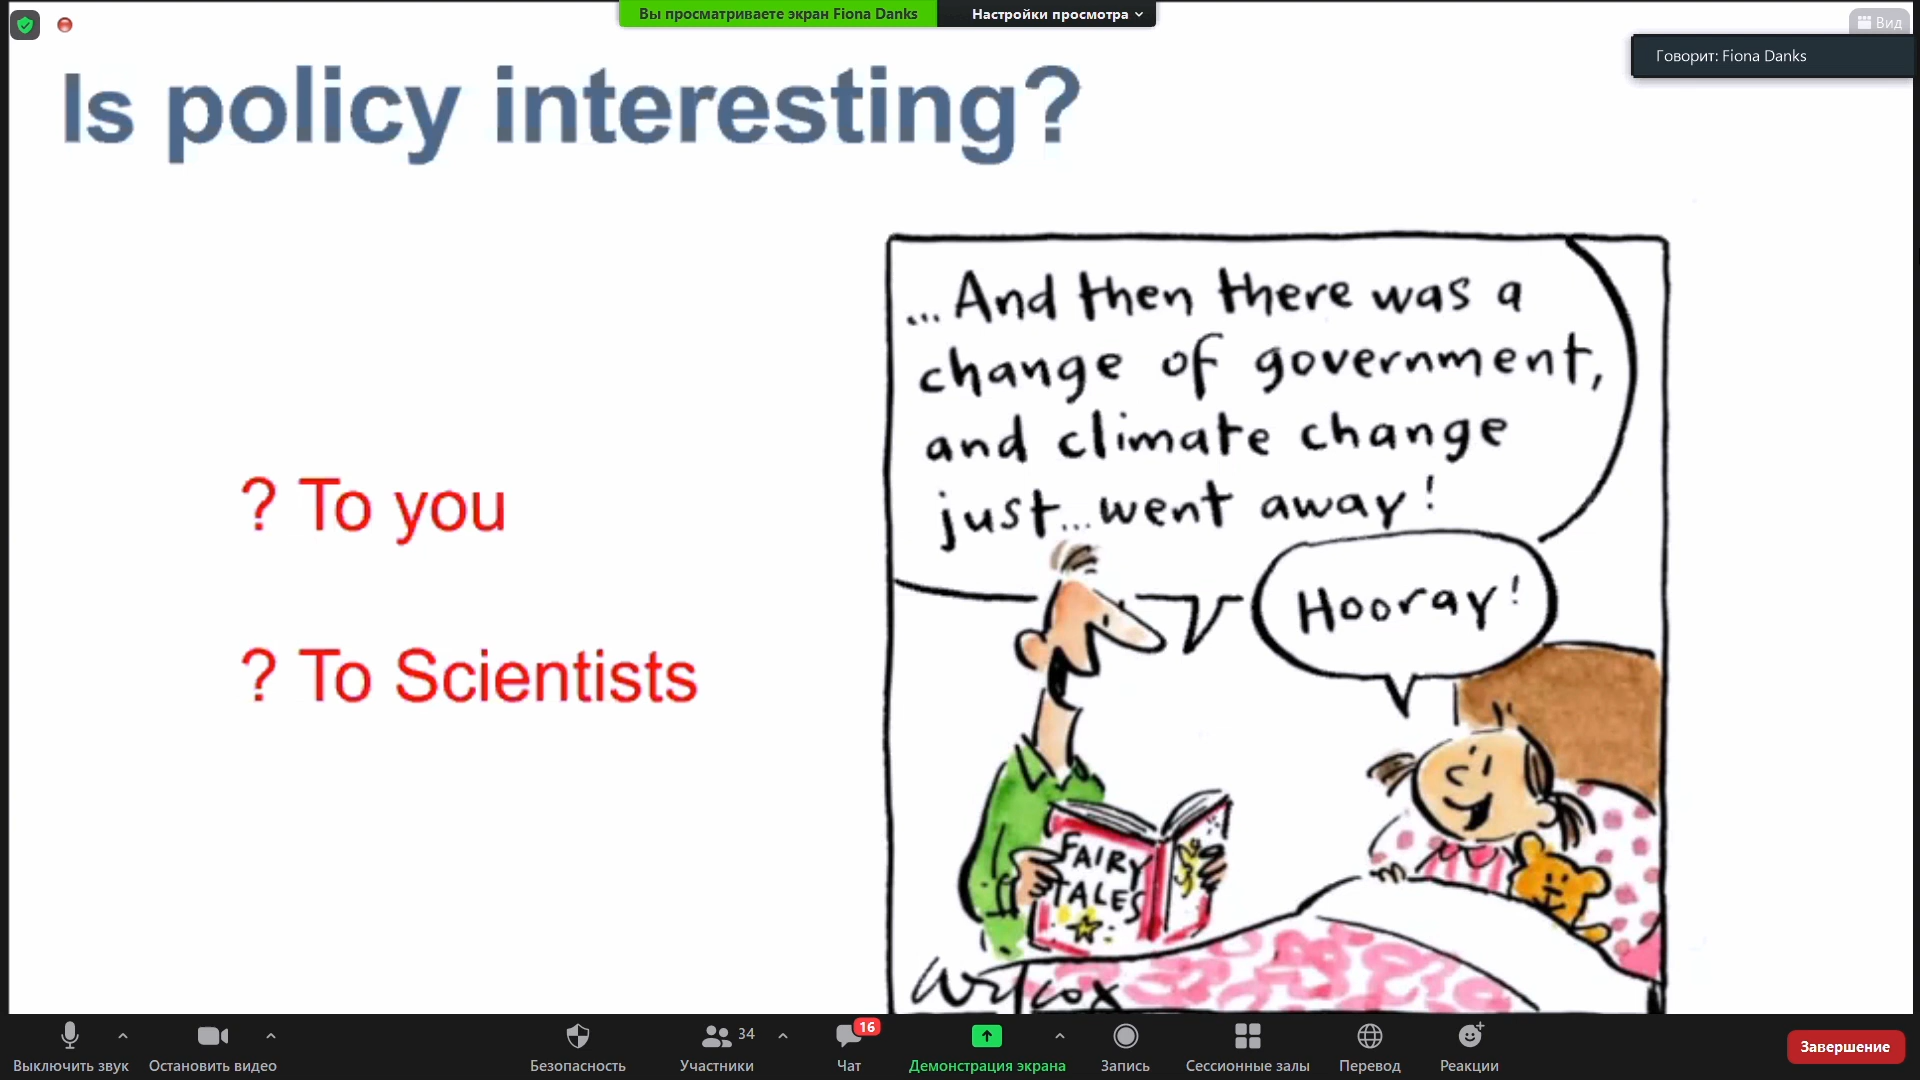 Вы просматриваете экран Fiona Danks
Настройки просмотра
Вид
Говорит: Fiona Danks
Is policy interesting?
? To you
? To Scientists
...And then there was a
change of government,
and climate change
just...went away!
Hooray!
FAIRY
TALES
Wilcox
Выключить звук
Остановить видео
Безопасность
34
Участники
16
Чат
Демонстрация экрана
Запись
Сессионные залы
Перевод
Реакции
Завершение